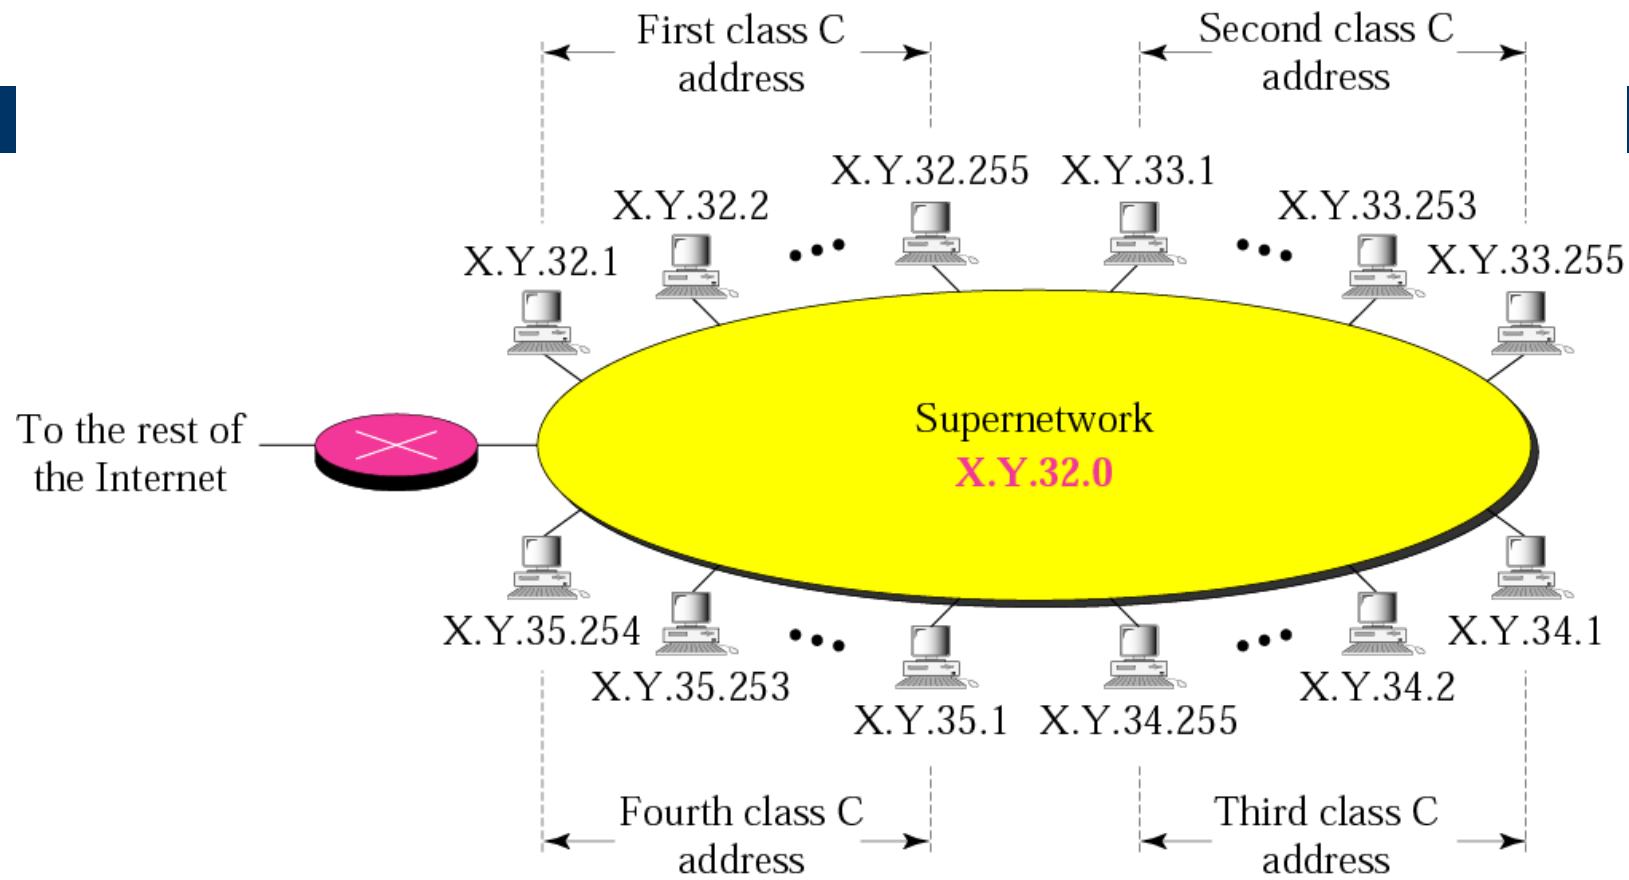 First class C
address
Second class C
address
X.Y.32.255
X.Y.33.1
X.Y.32.2
X.Y.33.253
X.Y.32.1
X.Y.33.255
To the rest of
the Internet
Supernetwork
X.Y.32.0
X.Y.35.254
X.Y.34.1
X.Y.35.253
X.Y.34.2
X.Y.35.1
X.Y.34.255
Fourth class C
address
Third class C
address